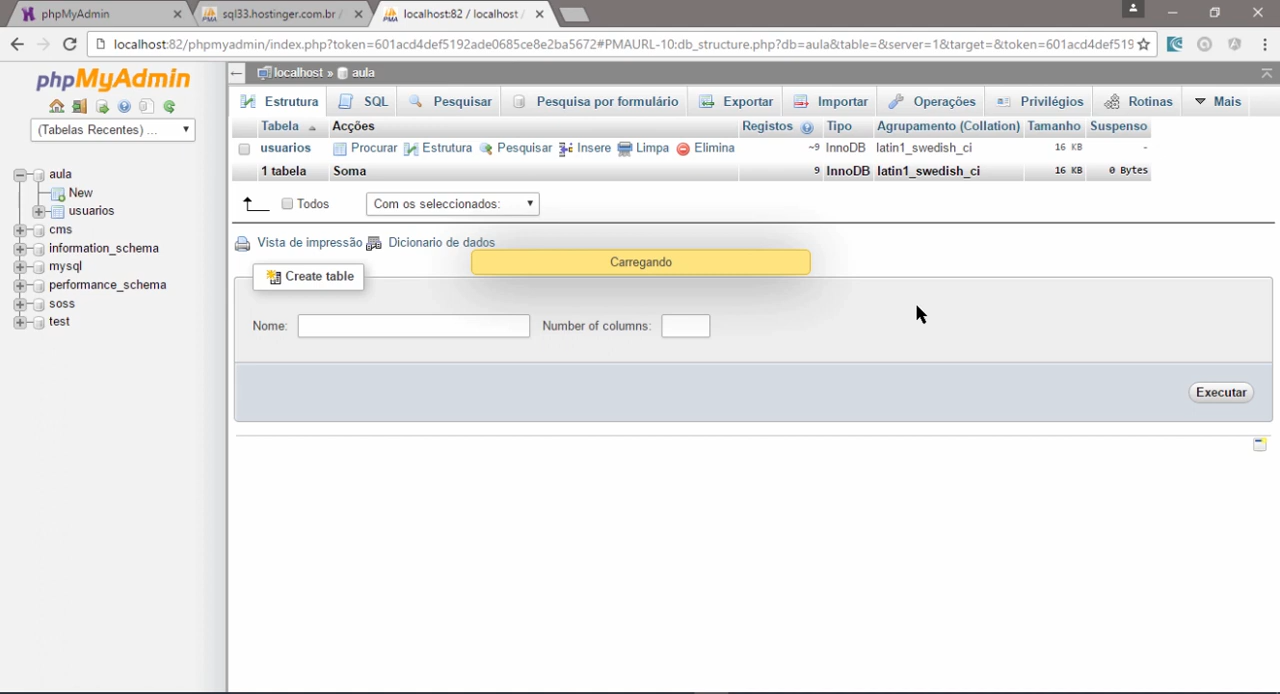 phpMyAdmin
sql33.hostinger.com.br /
localhost:82 / localhost /
localhost:82/phpmyadmin/index.php?token=601acd4def5192ade0685ce8e2ba5672#PMAURL-10:db_structure.php?db=aula&table=&server=1&target=&token=601acd4def519
phpMyAdmin
(Tabelas Recentes) ...
aula
New
usuarios
cms
information_schema
mysql
performance_schema
soss
test
localhost » aula
Estrutura SQL Pesquisar Pesquisa por formulário Exportar Importar Operações Privilégios Rotinas Mais
Tabela Acções Registos Tipo Agrupamento (Collation) Tamanho Suspenso
usuarios Procurar Estrutura Pesquisar Insere Limpa Elimina ~9 InnoDB latin1_swedish_ci 16 KB -
1 tabela Soma 9 InnoDB latin1_swedish_ci 16 KB 0 Bytes
Todos Com os seleccionados:
Vista de impressão Dicionario de dados
Carregando
Create table
Nome: Number of columns:
Executar